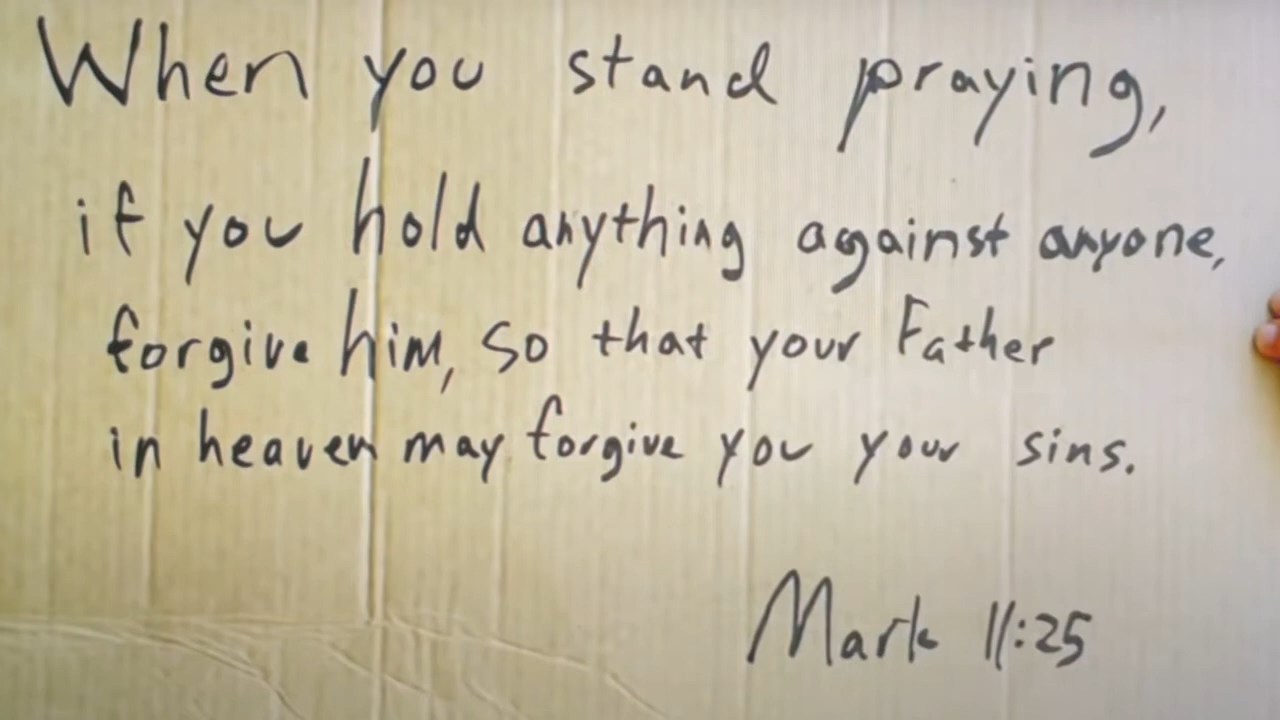 When you stand praying,
if you hold anything against anyone,
forgive him, so that your Father
in heaven may forgive you your sins.
Mark 11:25